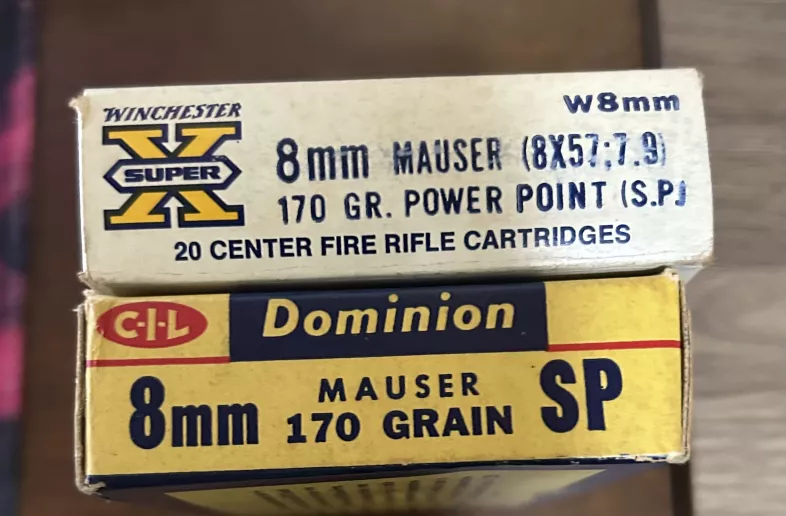 WINCHESTER
SUPER X
W8mm
8mm MAUSER (8X57;7.9)
170 GR. POWER POINT (S.P.)
20 CENTER FIRE RIFLE CARTRIDGES
C-I-L
Dominion
8mm MAUSER SP
170 GRAIN